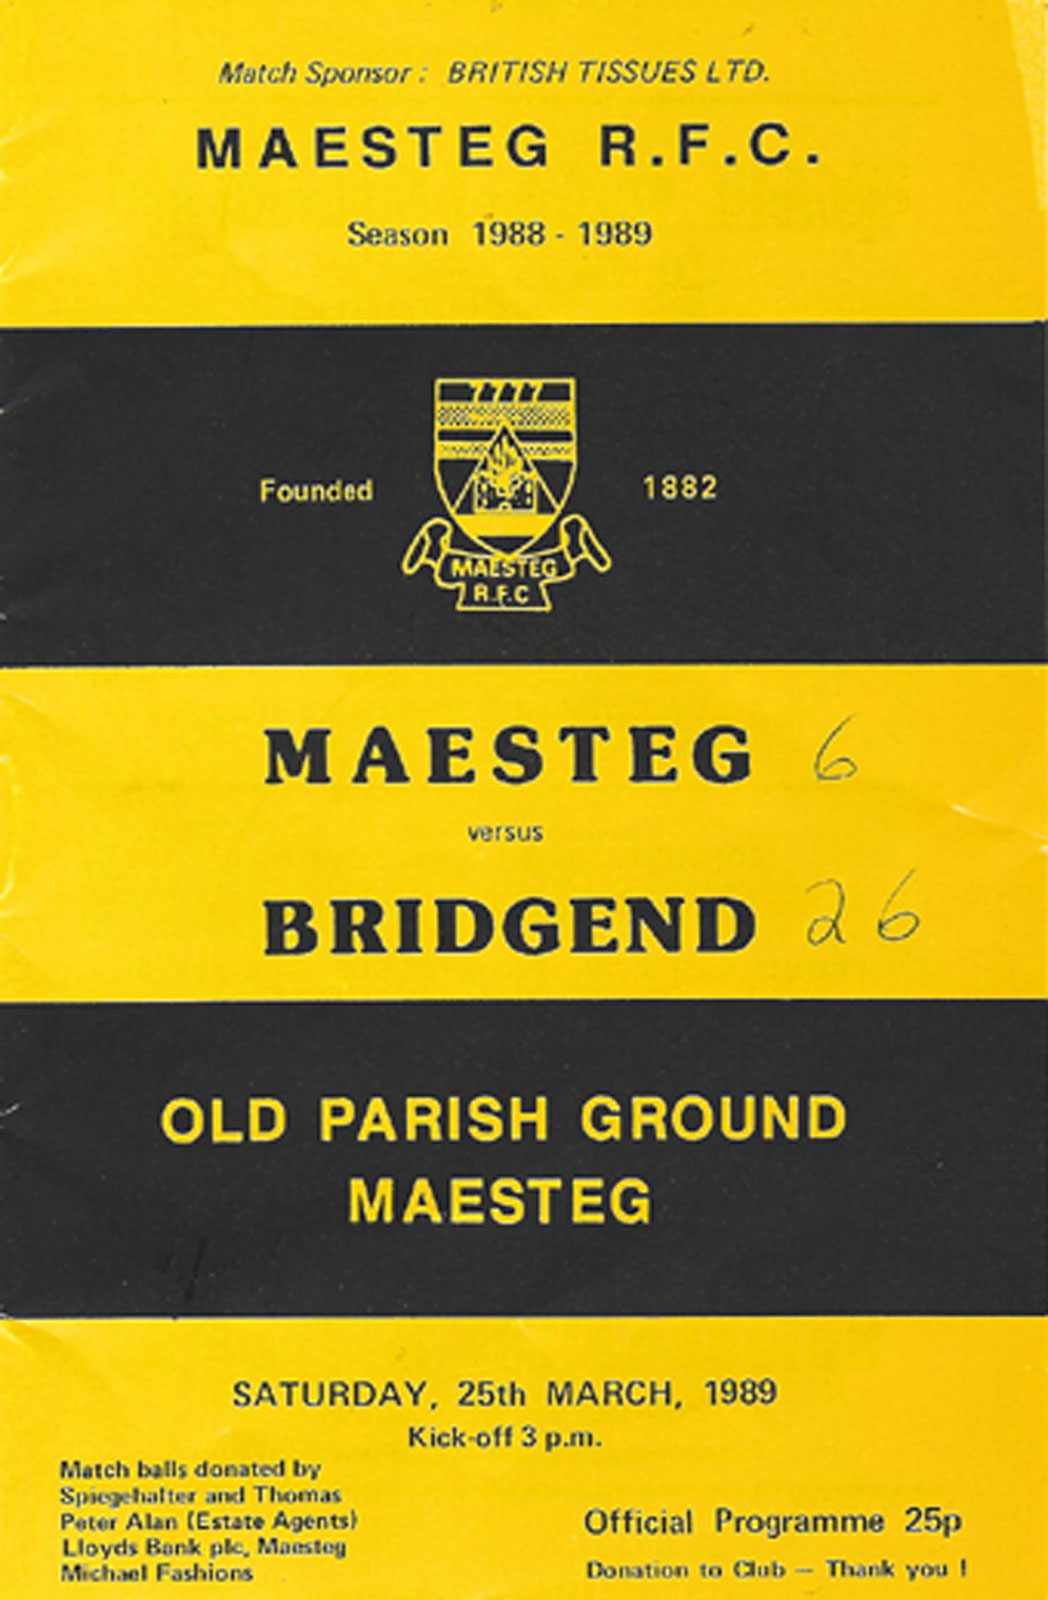 Match Sponsor : BRITISH TISSUES LTD.
MAESTEG R.F.C.
Season 1988 - 1989
Founded 1882
MAESTEG
R.F.C
MAESTEG 6
versus
BRIDGEND 26
OLD PARISH GROUND
MAESTEG
SATURDAY, 25th MARCH, 1989
Kick-off 3 p.m.
Match balls donated by
Spiegehalter and Thomas
Peter Alan (Estate Agents)
Lloyds Bank plc, Maesteg
Michael Fashions
Official Programme 25p
Donation to Club — Thank you !